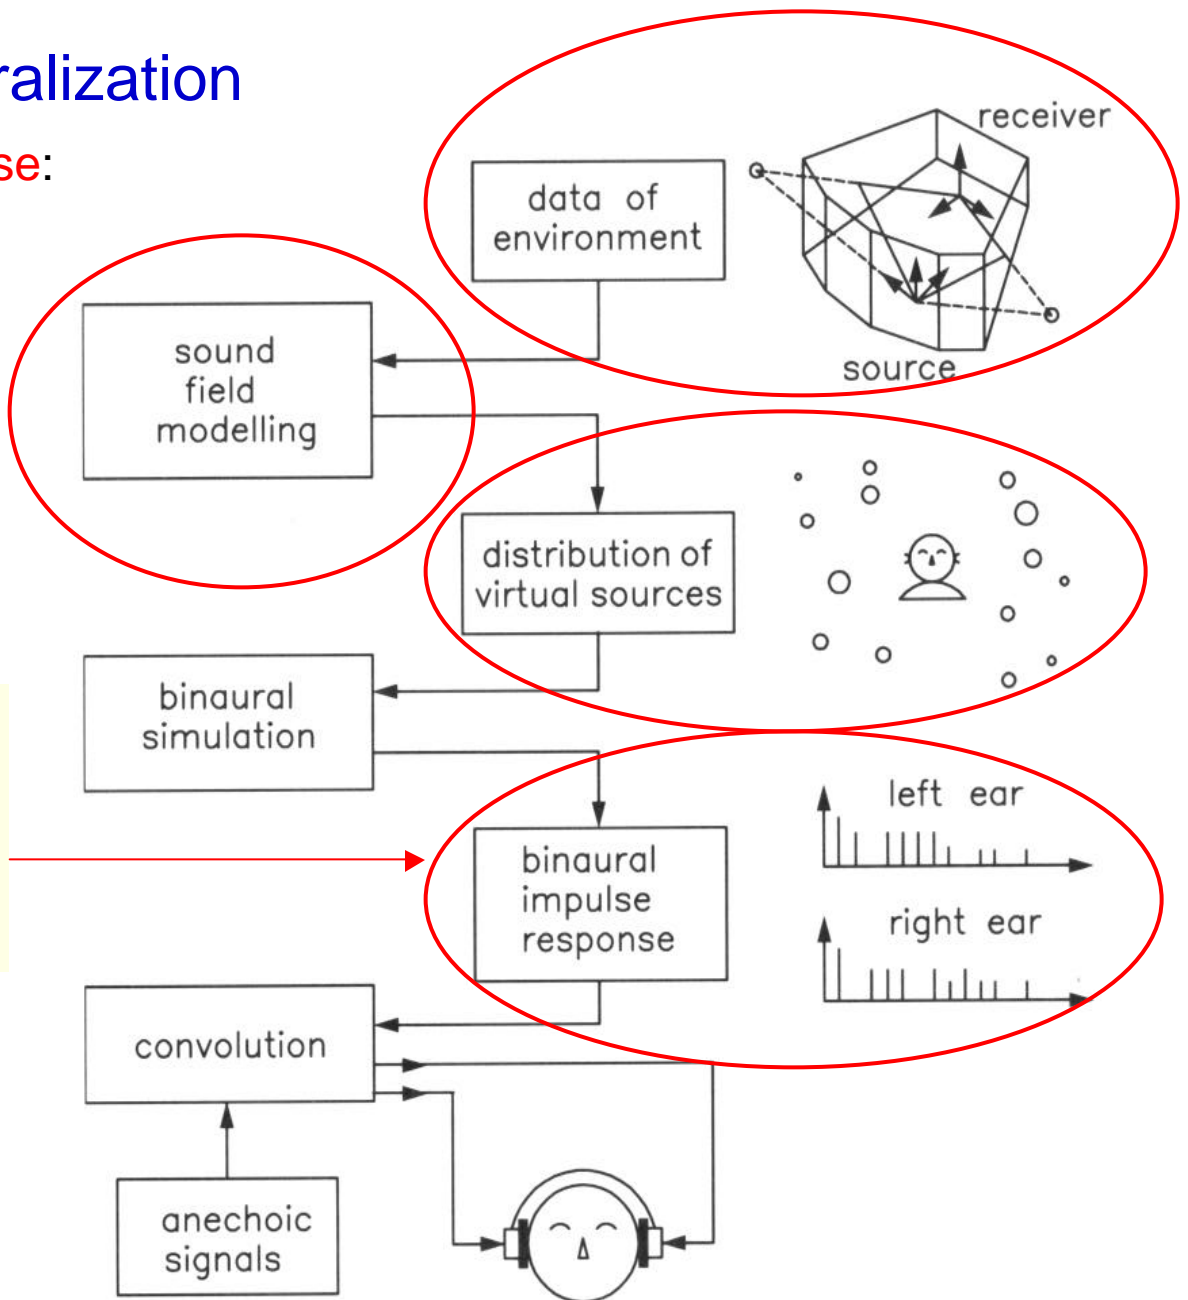 ralization
se:
receiver
data of
environment
source
sound
field
modelling
distribution of
virtual sources
binaural
simulation
left ear
binaural
impulse
response
right ear
convolution
anechoic
signals